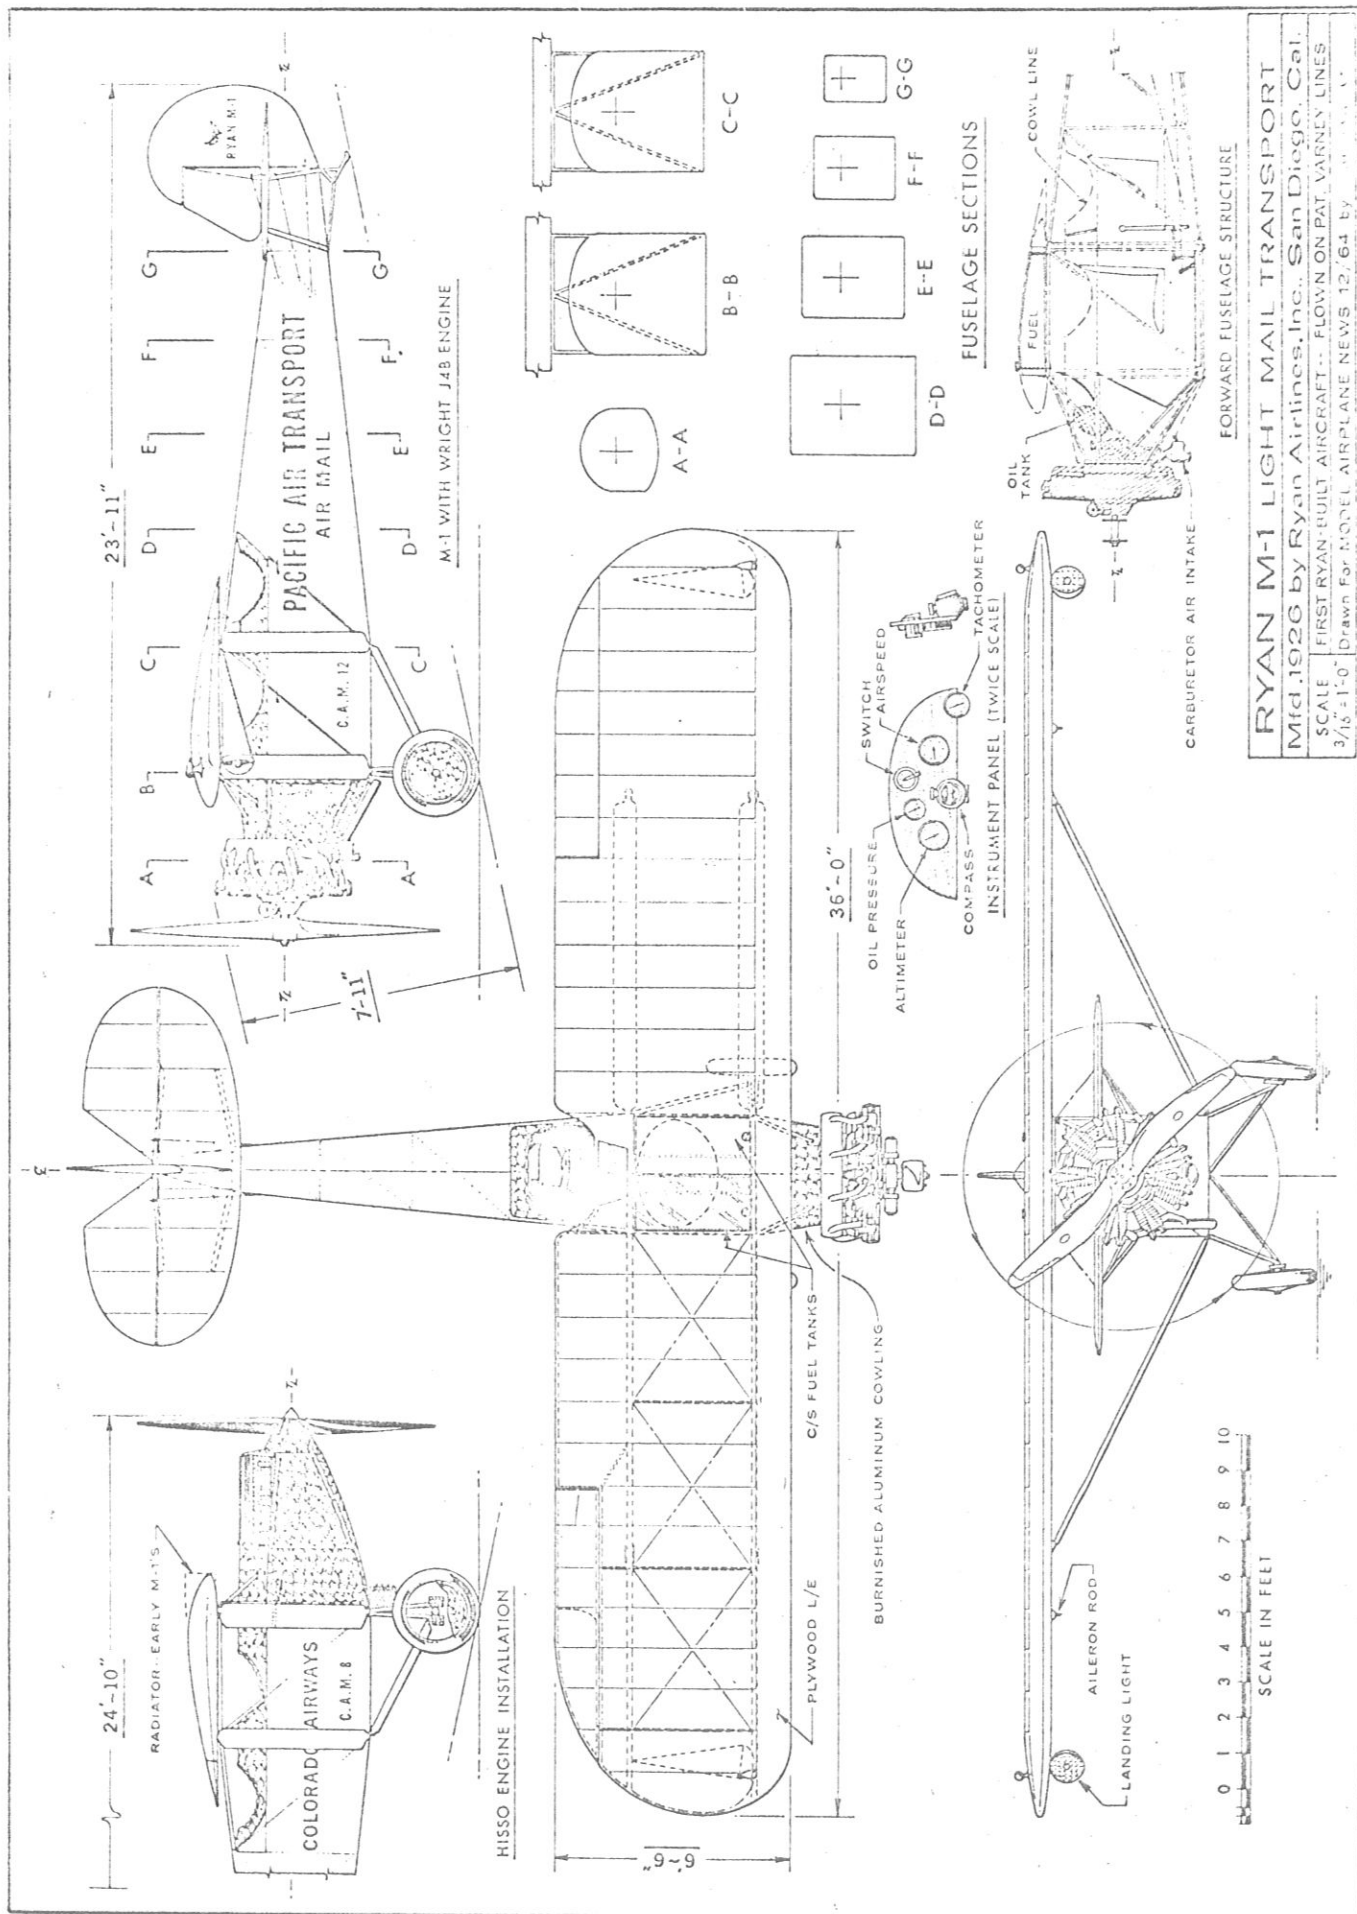 24'-10"
RADIATOR--EARLY M-1'S
COLORADO AIRWAYS
C.A.M. 8
HISSO ENGINE INSTALLATION
23'-11"
A
B
C
D
E
F
G
RYAN M-1
PACIFIC AIR TRANSPORT
AIR MAIL
C.A.M. 12
A
C
D
E
F
G
M-1 WITH WRIGHT J4B ENGINE
7'-11"
6'-6"
36'-0"
PLYWOOD L/E
BURNISHED ALUMINUM COWLING
C/S FUEL TANKS
A-A
B-B
C-C
D-D
E-E
F-F
G-G
FUSELAGE SECTIONS
OIL PRESSURE
ALTIMETER
SWITCH
AIRSPEED
COMPASS
TACHOMETER
INSTRUMENT PANEL (TWICE SCALE)
OIL
TANK
FUEL
COWL LINE
CARBURETOR AIR INTAKE
FORWARD FUSELAGE STRUCTURE
LANDING LIGHT
AILERON ROD
0 1 2 3 4 5 6 7 8 9 10
SCALE IN FEET
RYAN M-1 LIGHT MAIL TRANSPORT
Mfd. 1926 by Ryan Airlines, Inc., San Diego, Cal.
SCALE
3/16" = 1'-0"
FIRST RYAN-BUILT AIRCRAFT -- FLOWN ON PAT, VARNEY LINES
Drawn For MODEL AIRPLANE NEWS 12/64 by